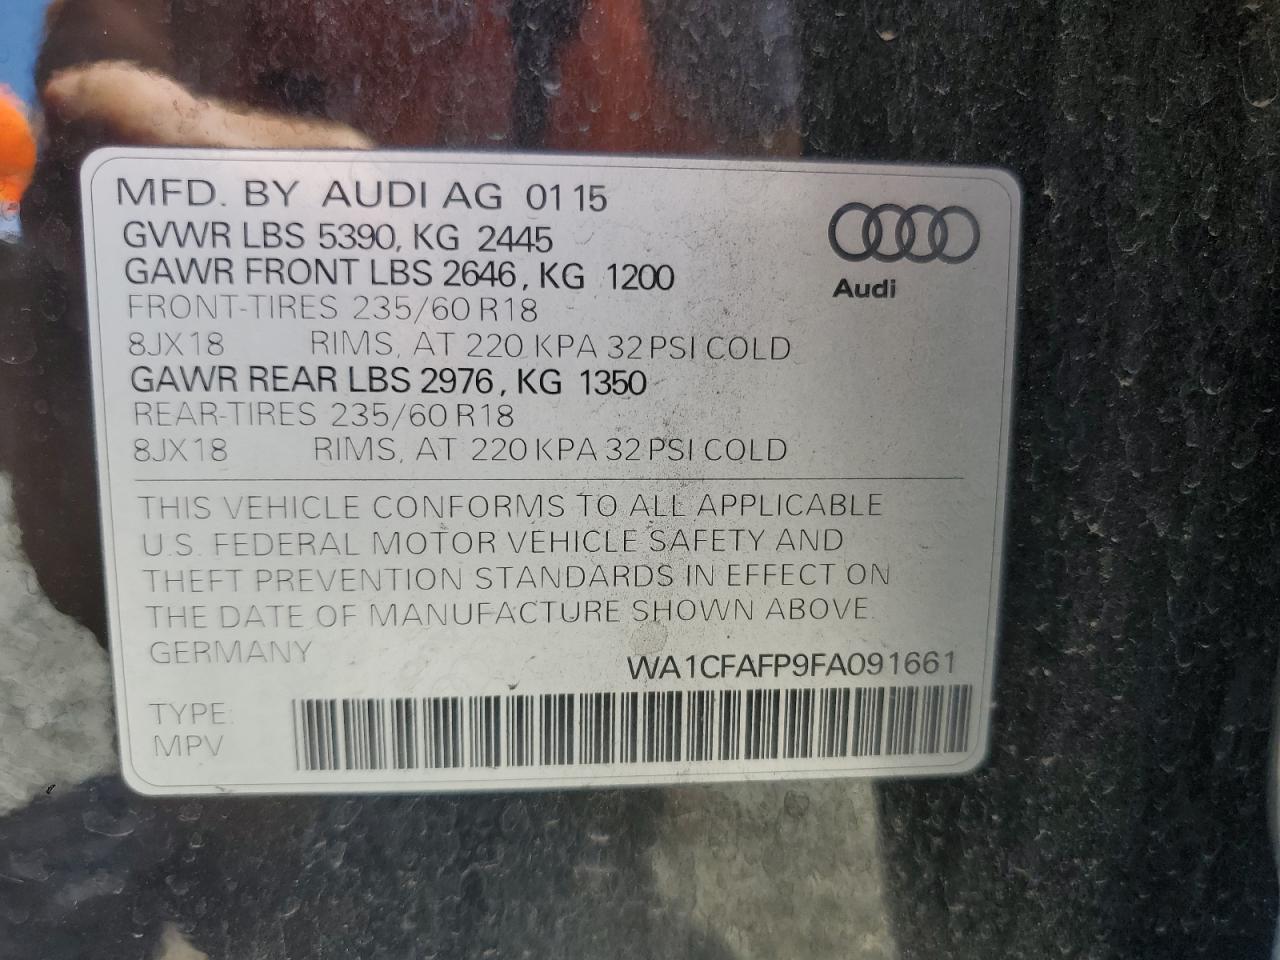 MFD. BY AUDI AG 01 15
GVWR LBS 5390, KG 2445
GAWR FRONT LBS 2646, KG 1200
FRONT-TIRES 235/60 R18
8JX18 RIMS, AT 220 KPA 32 PSI COLD
GAWR REAR LBS 2976, KG 1350
REAR-TIRES 235/60 R18
8JX18 RIMS, AT 220 KPA 32 PSI COLD
Audi
THIS VEHICLE CONFORMS TO ALL APPLICABLE
U.S. FEDERAL MOTOR VEHICLE SAFETY AND
THEFT PREVENTION STANDARDS IN EFFECT ON
THE DATE OF MANUFACTURE SHOWN ABOVE.
GERMANY
WA1CFAFP9FA091661
TYPE:
MPV